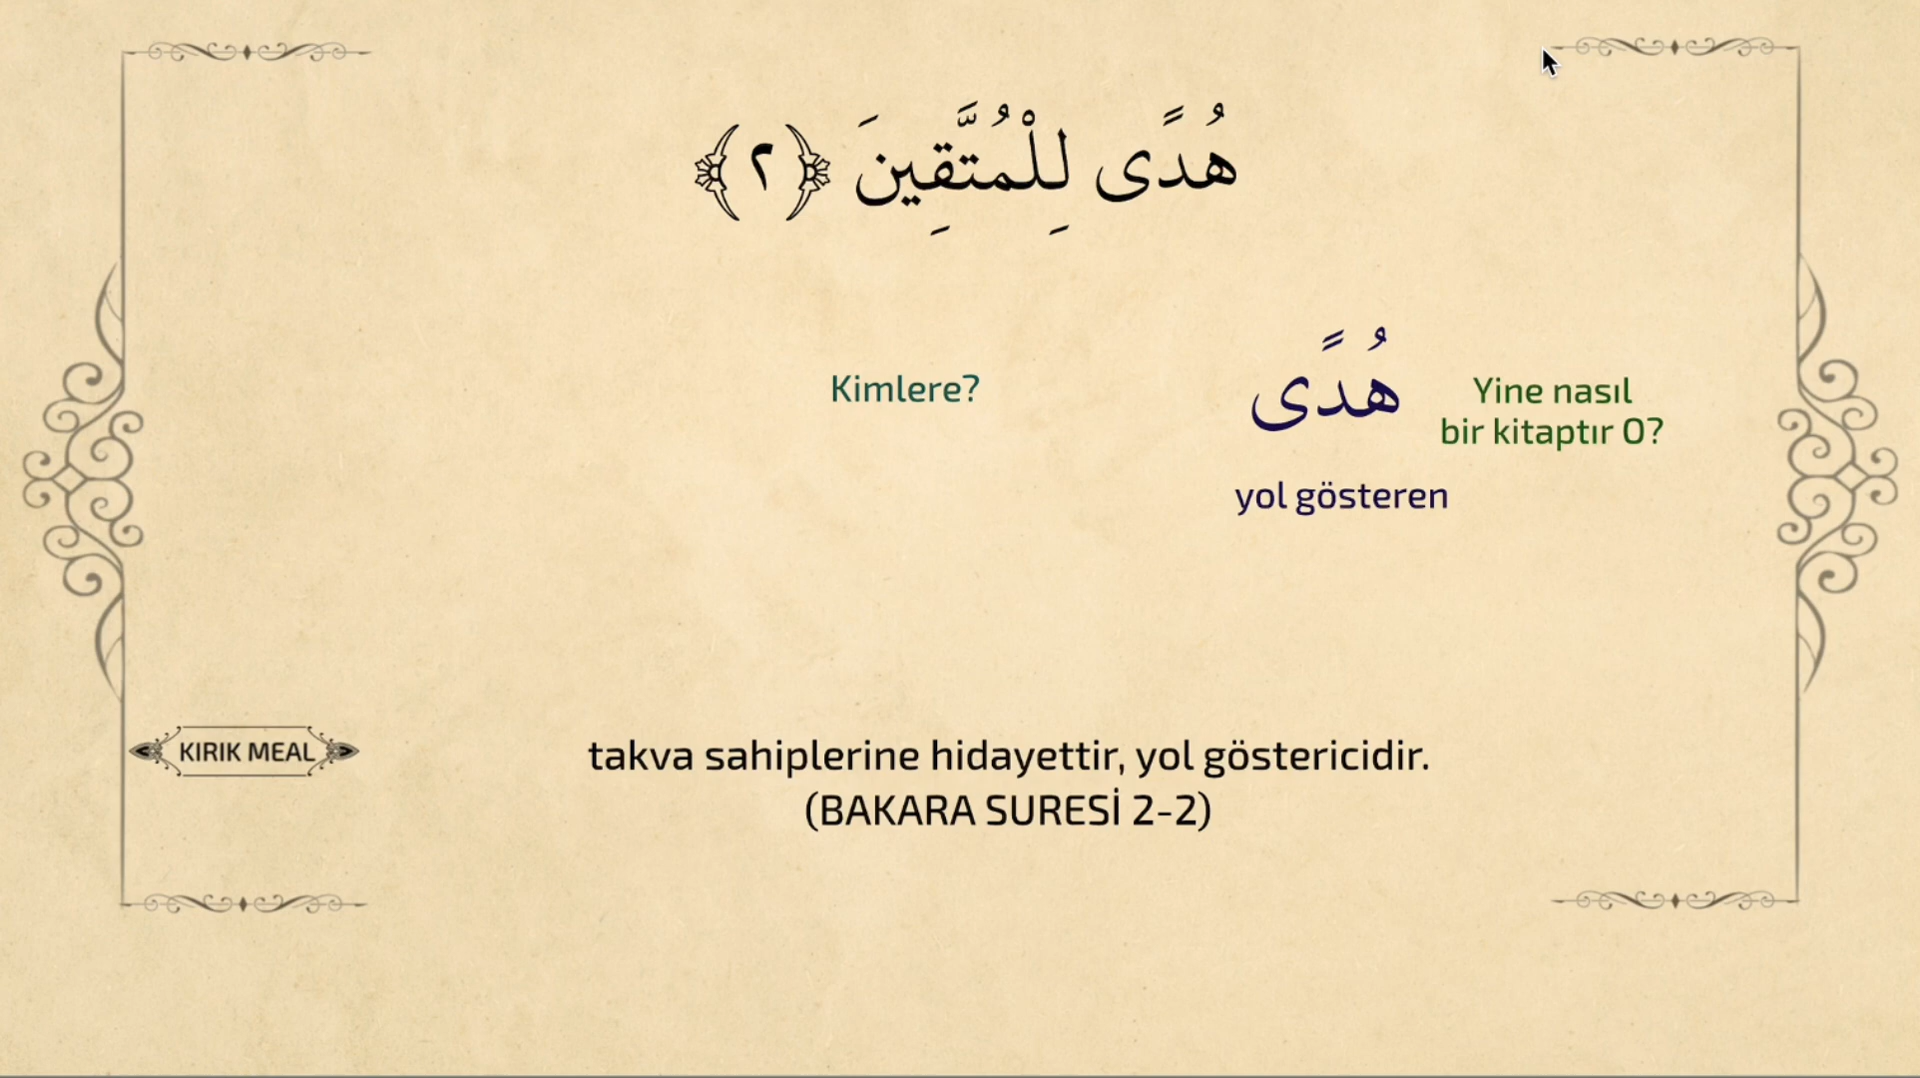 هُدًى لِلْمُتَّقِينَ ﴿٢﴾
Yine nasıl
bir kitaptır O?
هُدًى
yol gösteren
Kimlere?
KIRIK MEAL
takva sahiplerine hidayettir, yol göstericidir.
(BAKARA SURESİ 2-2)